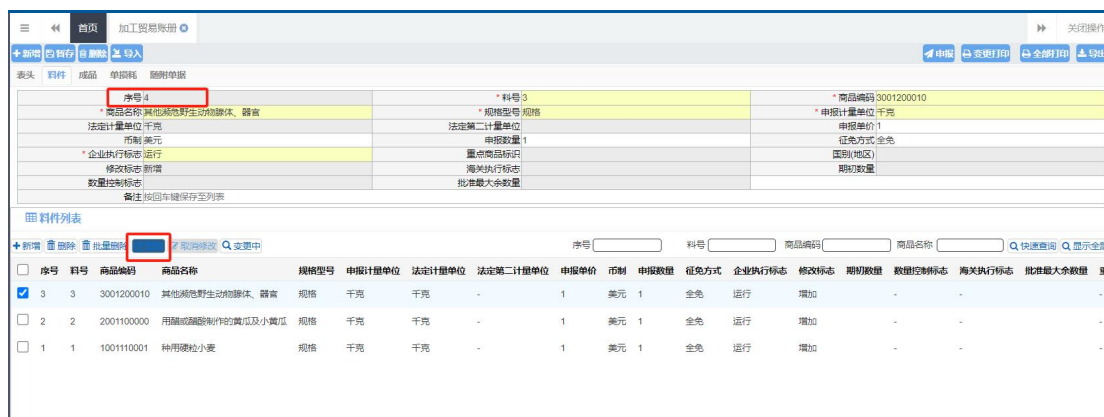 首页 加工贸易账册 关闭操作
+新增 暂存 删除 导入 申报 变更打印 全部打印 导出
表头 料件 成品 单损耗 随附单据
序号 4 *料号 3 *商品编码 3001200010
*商品名称 其他濒危野生动物腺体、器官 *规格型号 规格 *申报计量单位 千克
法定计量单位 千克 法定第二计量单位 申报单价 1
币制 美元 申报数量 1 征免方式 全免
*企业执行标志 运行 重点商品标识 国别(地区)
修改标志 新增 海关执行标志 期初数量
数量控制标志 批准最大余数量
备注 按回车键保存至列表
料件列表
+新增 删除 批量删除 取消修改 变更中 序号 料号 商品编码 商品名称 快速查询 显示全部
序号 料号 商品编码 商品名称 规格型号 申报计量单位 法定计量单位 法定第二计量单位 申报单价 币制 申报数量 征免方式 企业执行标志 修改标志 期初数量 数量控制标志 海关执行标志 批准最大余数量
3 3 3001200010 其他濒危野生动物腺体、器官 规格 千克 千克 - 1 美元 1 全免 运行 增加 - - -
2 2 2001100000 用醋或醋酸制作的黄瓜及小黄瓜 规格 千克 千克 - 1 美元 1 全免 运行 增加 - - -
1 1 1001110001 种用硬粒小麦 规格 千克 千克 - 1 美元 1 全免 运行 增加 - - -